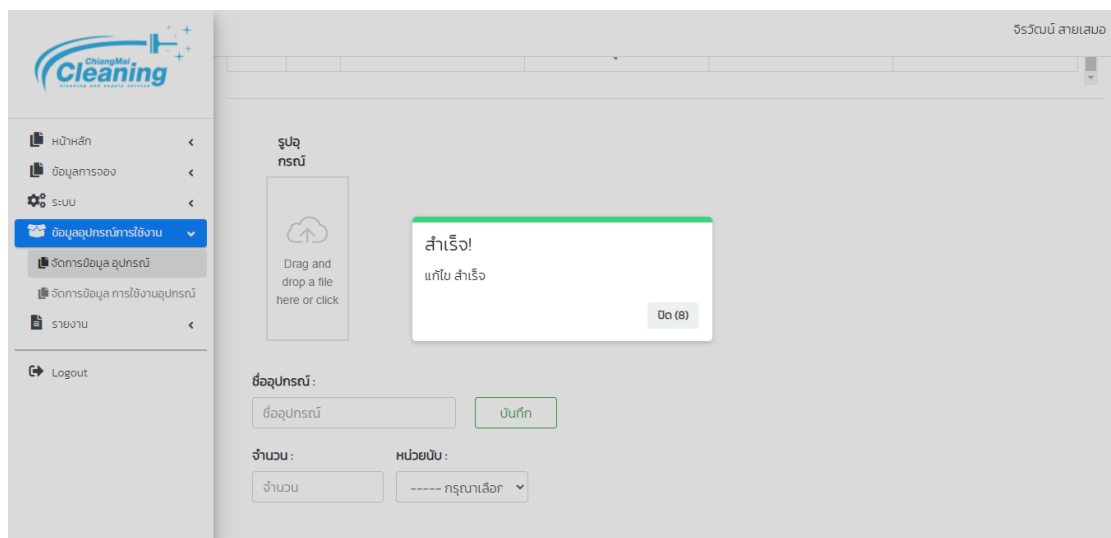 จิรวัฒน์ สายเสมอ
ChiangMai
Cleaning
cleaning and supply service
หน้าหลัก
ข้อมูลการจอง
ระบบ
ข้อมูลอุปกรณ์การใช้งาน
จัดการข้อมูล อุปกรณ์
จัดการข้อมูล การใช้งานอุปกรณ์
รายงาน
Logout
รูปอุ
กรณ์
Drag and
drop a file
here or click
สำเร็จ!
แก้ไข สำเร็จ
ปิด (8)
ชื่ออุปกรณ์ :
ชื่ออุปกรณ์
บันทึก
จำนวน : หน่วยนับ :
จำนวน
----- กรุณาเลือก